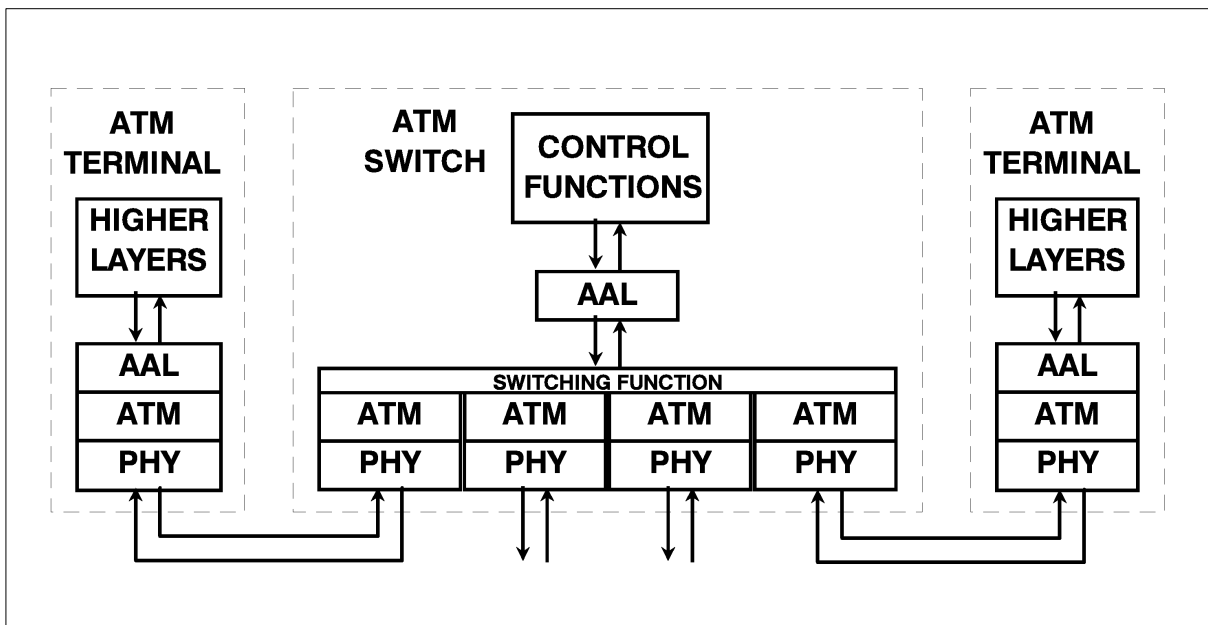 ATM
TERMINAL
HIGHER
LAYERS
AAL
ATM
PHY
ATM
SWITCH
CONTROL
FUNCTIONS
AAL
SWITCHING FUNCTION
ATM ATM ATM ATM
PHY PHY PHY PHY
ATM
TERMINAL
HIGHER
LAYERS
AAL
ATM
PHY